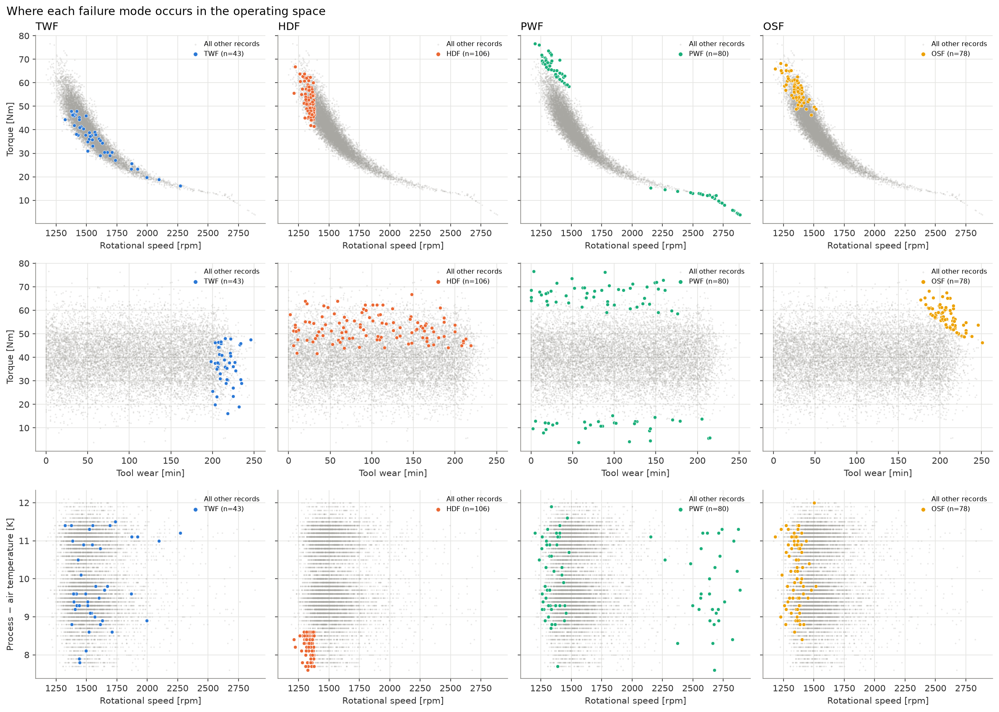 Where each failure mode occurs in the operating space
TWF
HDF
PWF
OSF
80
70
60
50
40
30
20
10
Torque [Nm]
All other records
TWF (n=43)
All other records
HDF (n=106)
All other records
PWF (n=80)
All other records
OSF (n=78)
1250 1500 1750 2000 2250 2500 2750
1250 1500 1750 2000 2250 2500 2750
1250 1500 1750 2000 2250 2500 2750
1250 1500 1750 2000 2250 2500 2750
Rotational speed [rpm]
Rotational speed [rpm]
Rotational speed [rpm]
Rotational speed [rpm]
80
70
60
50
40
30
20
10
Torque [Nm]
All other records
TWF (n=43)
All other records
HDF (n=106)
All other records
PWF (n=80)
All other records
OSF (n=78)
0 50 100 150 200 250
0 50 100 150 200 250
0 50 100 150 200 250
0 50 100 150 200 250
Tool wear [min]
Tool wear [min]
Tool wear [min]
Tool wear [min]
12
11
10
9
8
Process − air temperature [K]
All other records
TWF (n=43)
All other records
HDF (n=106)
All other records
PWF (n=80)
All other records
OSF (n=78)
1250 1500 1750 2000 2250 2500 2750
1250 1500 1750 2000 2250 2500 2750
1250 1500 1750 2000 2250 2500 2750
1250 1500 1750 2000 2250 2500 2750
Rotational speed [rpm]
Rotational speed [rpm]
Rotational speed [rpm]
Rotational speed [rpm]